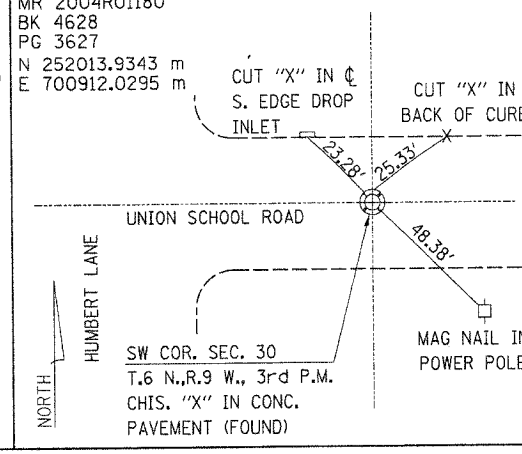 MR 2004R01180
BK 4628
PG 3627
N 252013.9343 m
E 700912.0295 m
CUT "X" IN ℄
S. EDGE DROP
INLET
CUT "X" IN
BACK OF CURB
23.28'
25.33'
UNION SCHOOL ROAD
48.38'
HUMBERT LANE
MAG NAIL IN
POWER POLE
SW COR. SEC. 30
T.6 N.,R.9 W., 3rd P.M.
CHIS. "X" IN CONC.
PAVEMENT (FOUND)
NORTH